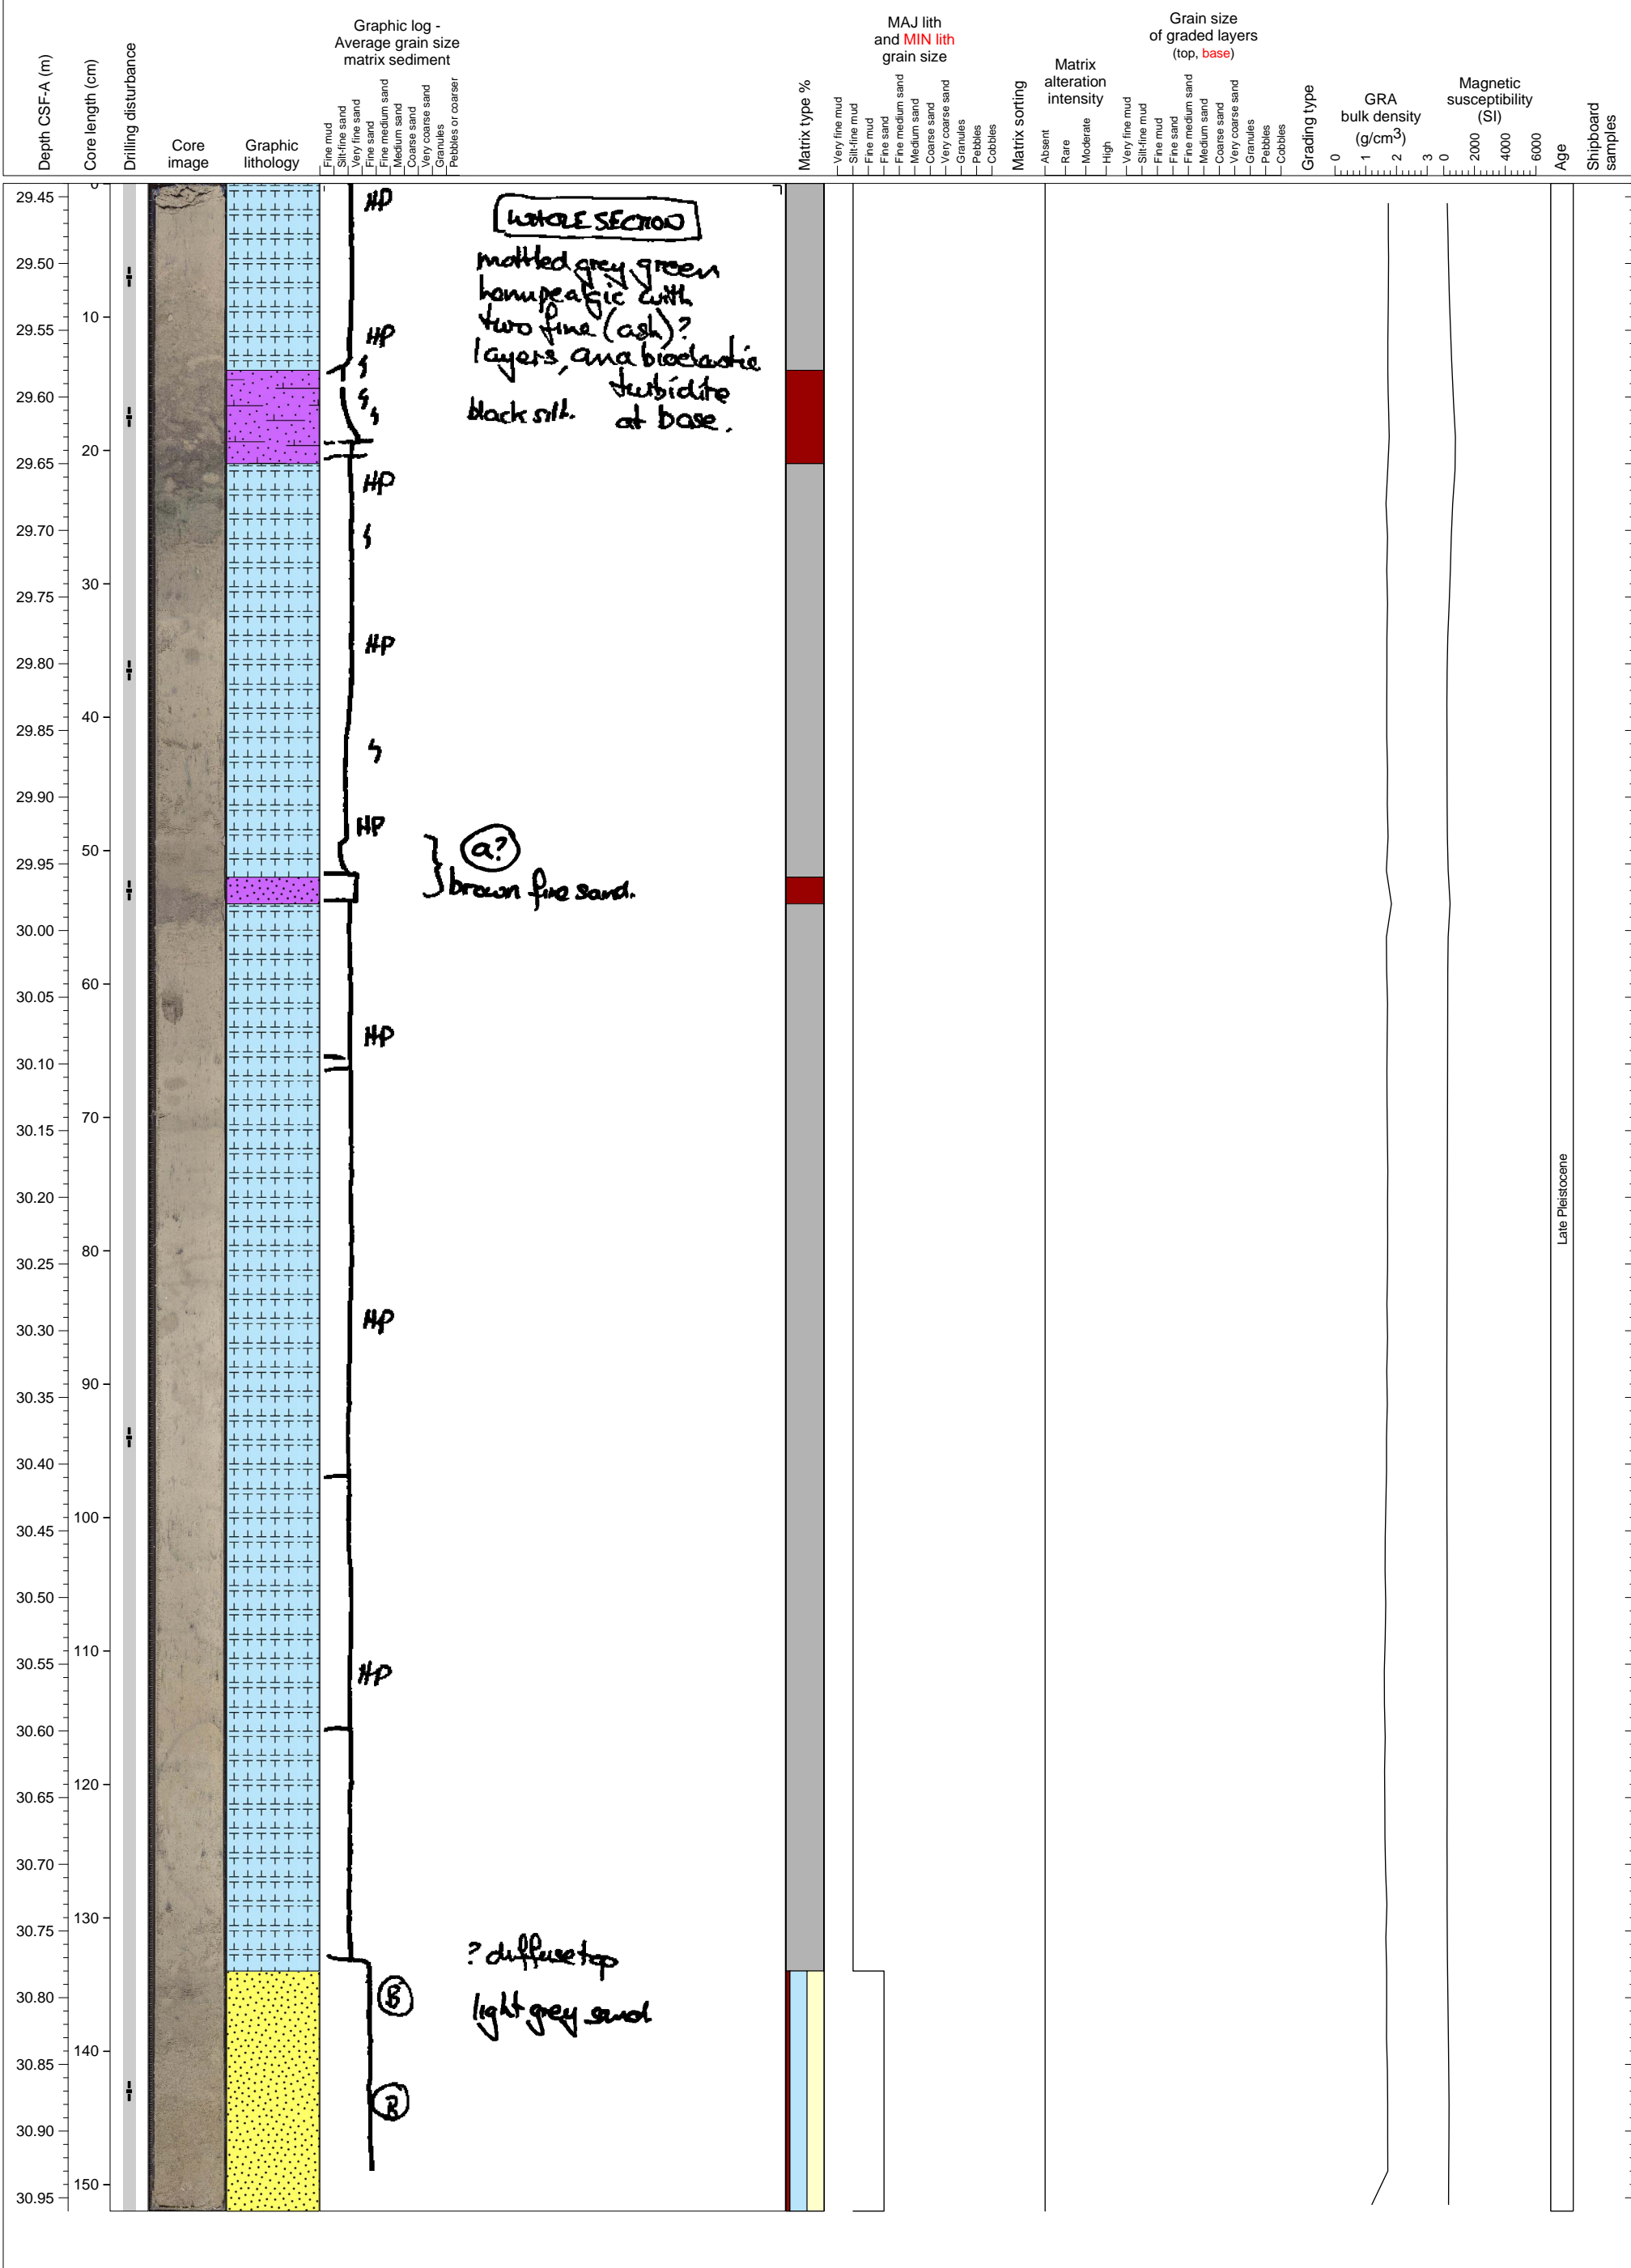 Depth CSF-A (m)
Core length (cm)
Drilling disturbance
Core
image
Graphic
lithology
Graphic log -
Average grain size
matrix sediment
Fine mud
Silt-fine sand
Very fine sand
Fine sand
Fine medium sand
Medium sand
Coarse sand
Very coarse sand
Granules
Pebbles or coarser
Matrix type %
MAJ lith
and MIN lith
grain size
Very fine mud
Silt-fine mud
Fine mud
Fine sand
Fine medium sand
Medium sand
Coarse sand
Very coarse sand
Granules
Pebbles
Cobbles
Matrix sorting
Matrix
alteration
intensity
Absent
Rare
Moderate
High
Grain size
of graded layers
(top, base)
Very fine mud
Silt-fine mud
Fine mud
Fine sand
Fine medium sand
Medium sand
Coarse sand
Very coarse sand
Granules
Pebbles
Cobbles
Grading type
GRA
bulk density
(g/cm3)
0 1 2 3
Magnetic
susceptibility
(SI)
0 2000 4000 6000
Age
Shipboard
samples
29.45
29.50
29.55
29.60
29.65
29.70
29.75
29.80
29.85
29.90
29.95
30.00
30.05
30.10
30.15
30.20
30.25
30.30
30.35
30.40
30.45
30.50
30.55
30.60
30.65
30.70
30.75
30.80
30.85
30.90
30.95
0
10
20
30
40
50
60
70
80
90
100
110
120
130
140
150
HP
WHOLE SECTION
mottled grey green
hemipealgic with
two fine (ash)?
HP
layers, and a bioclastic
turbidite
black silt. at base.
HP
HP
HP
a?
brown fine sand.
HP
HP
HP
? diffuse top
B
light grey sand
B
Late Pleistocene